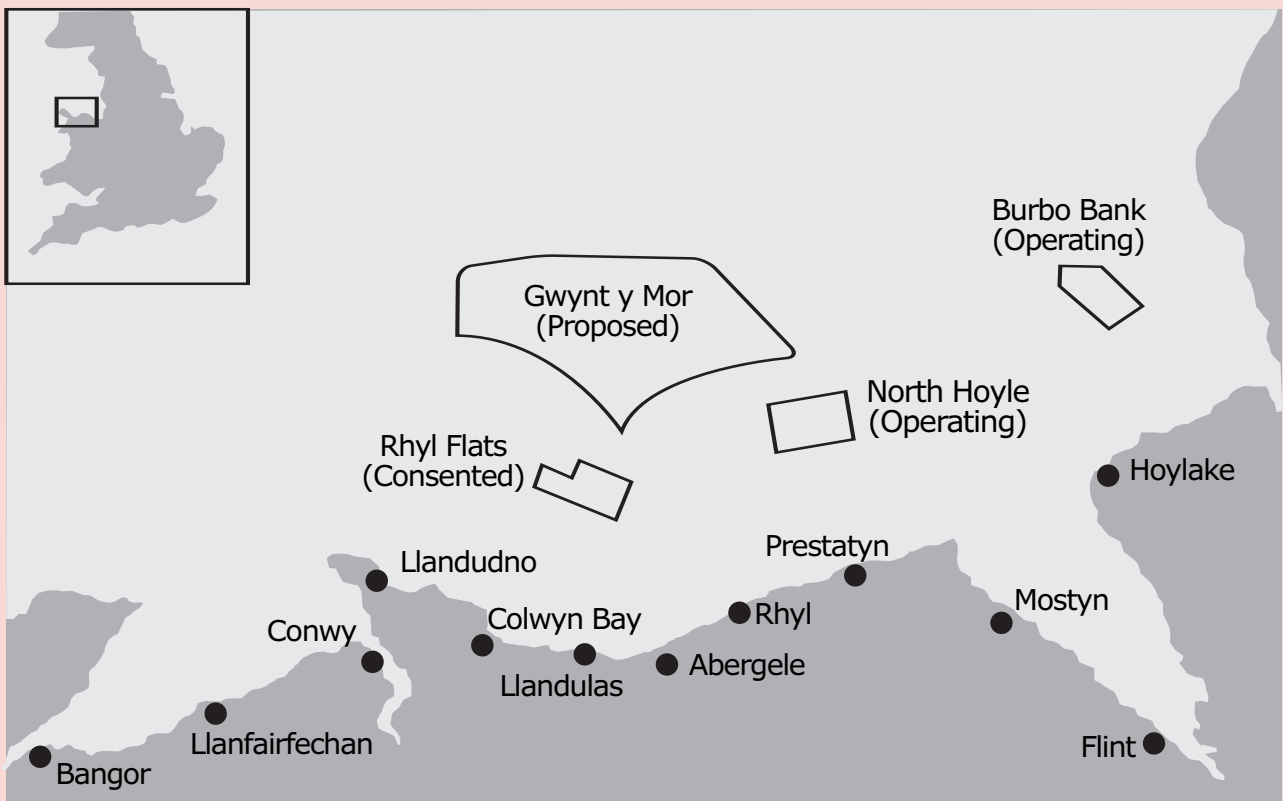 Burbo Bank
(Operating)
Gwynt y Mor
(Proposed)
North Hoyle
(Operating)
Rhyl Flats
(Consented)
Hoylake
Prestatyn
Llandudno
Mostyn
Rhyl
Colwyn Bay
Conwy
Abergele
Llandulas
Llanfairfechan
Flint
Bangor